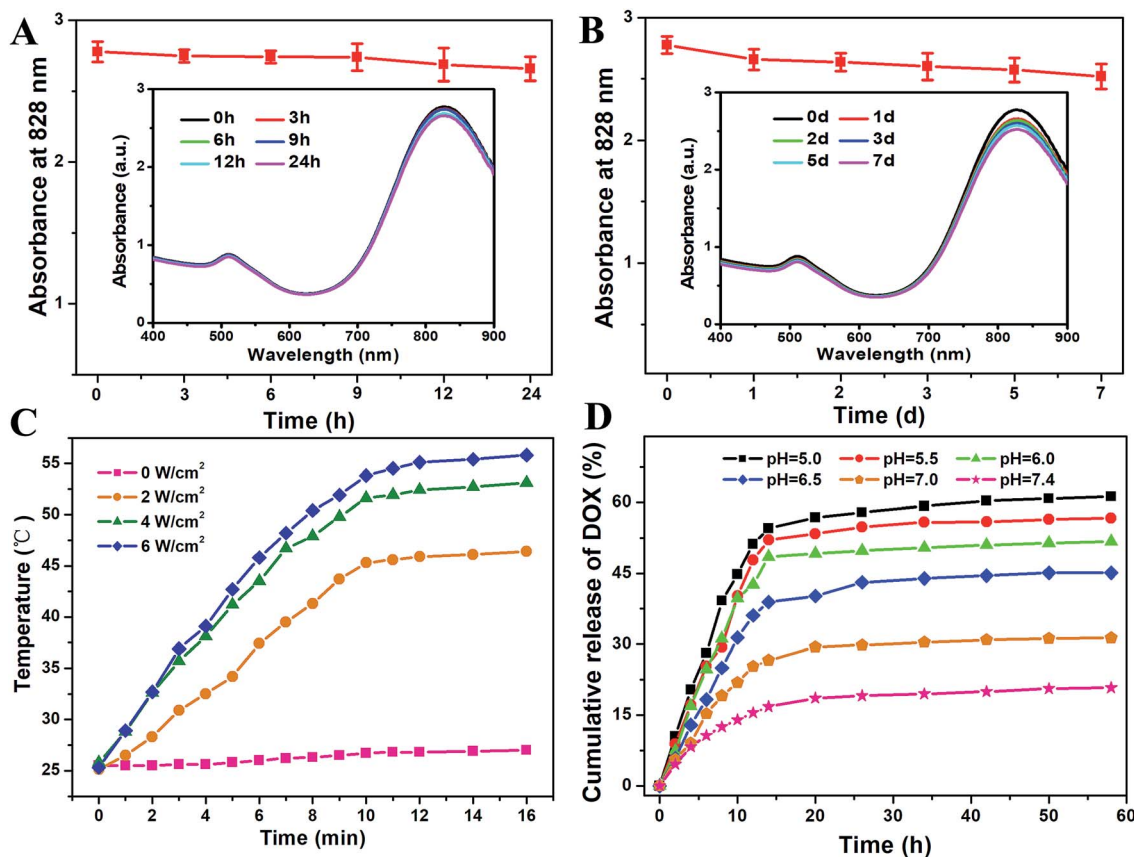 A
Absorbance at 828 nm
3
2
1
0
3
6
9
12
24
Time (h)
Absorbance (a.u.)
3
2
1
0
400 500 600 700 800 900
Wavelength (nm)
0h 3h
6h 9h
12h 24h
B
Absorbance at 828 nm
3
2
1
0 1 2 3 5 7
Time (d)
Absorbance (a.u.)
3
2
1
0
400 500 600 700 800 900
Wavelength (nm)
0d 1d
2d 3d
5d 7d
C
Temperature (℃)
55
50
45
40
35
30
25
0 2 4 6 8 10 12 14 16
Time (min)
0 W/cm²
2 W/cm²
4 W/cm²
6 W/cm²
D
Cumulative release of DOX (%)
60
45
30
15
0
0 10 20 30 40 50 60
Time (h)
pH=5.0 pH=5.5 pH=6.0
pH=6.5 pH=7.0 pH=7.4